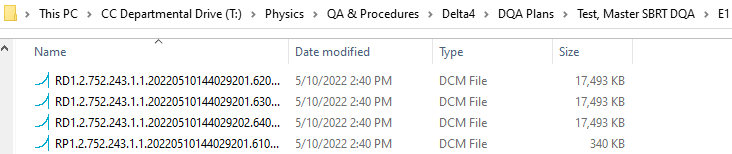 This PC > CC Departmental Drive (T:) > Physics > QA & Procedures > Delta4 > DQA Plans > Test, Master SBRT DQA > E1
Name Date modified Type Size
RD1.2.752.243.1.1.20220510144029201.620... 5/10/2022 2:40 PM DCM File 17,493 KB
RD1.2.752.243.1.1.20220510144029201.630... 5/10/2022 2:40 PM DCM File 17,493 KB
RD1.2.752.243.1.1.20220510144029202.640... 5/10/2022 2:40 PM DCM File 17,493 KB
RP1.2.752.243.1.1.20220510144029201.610... 5/10/2022 2:40 PM DCM File 340 KB